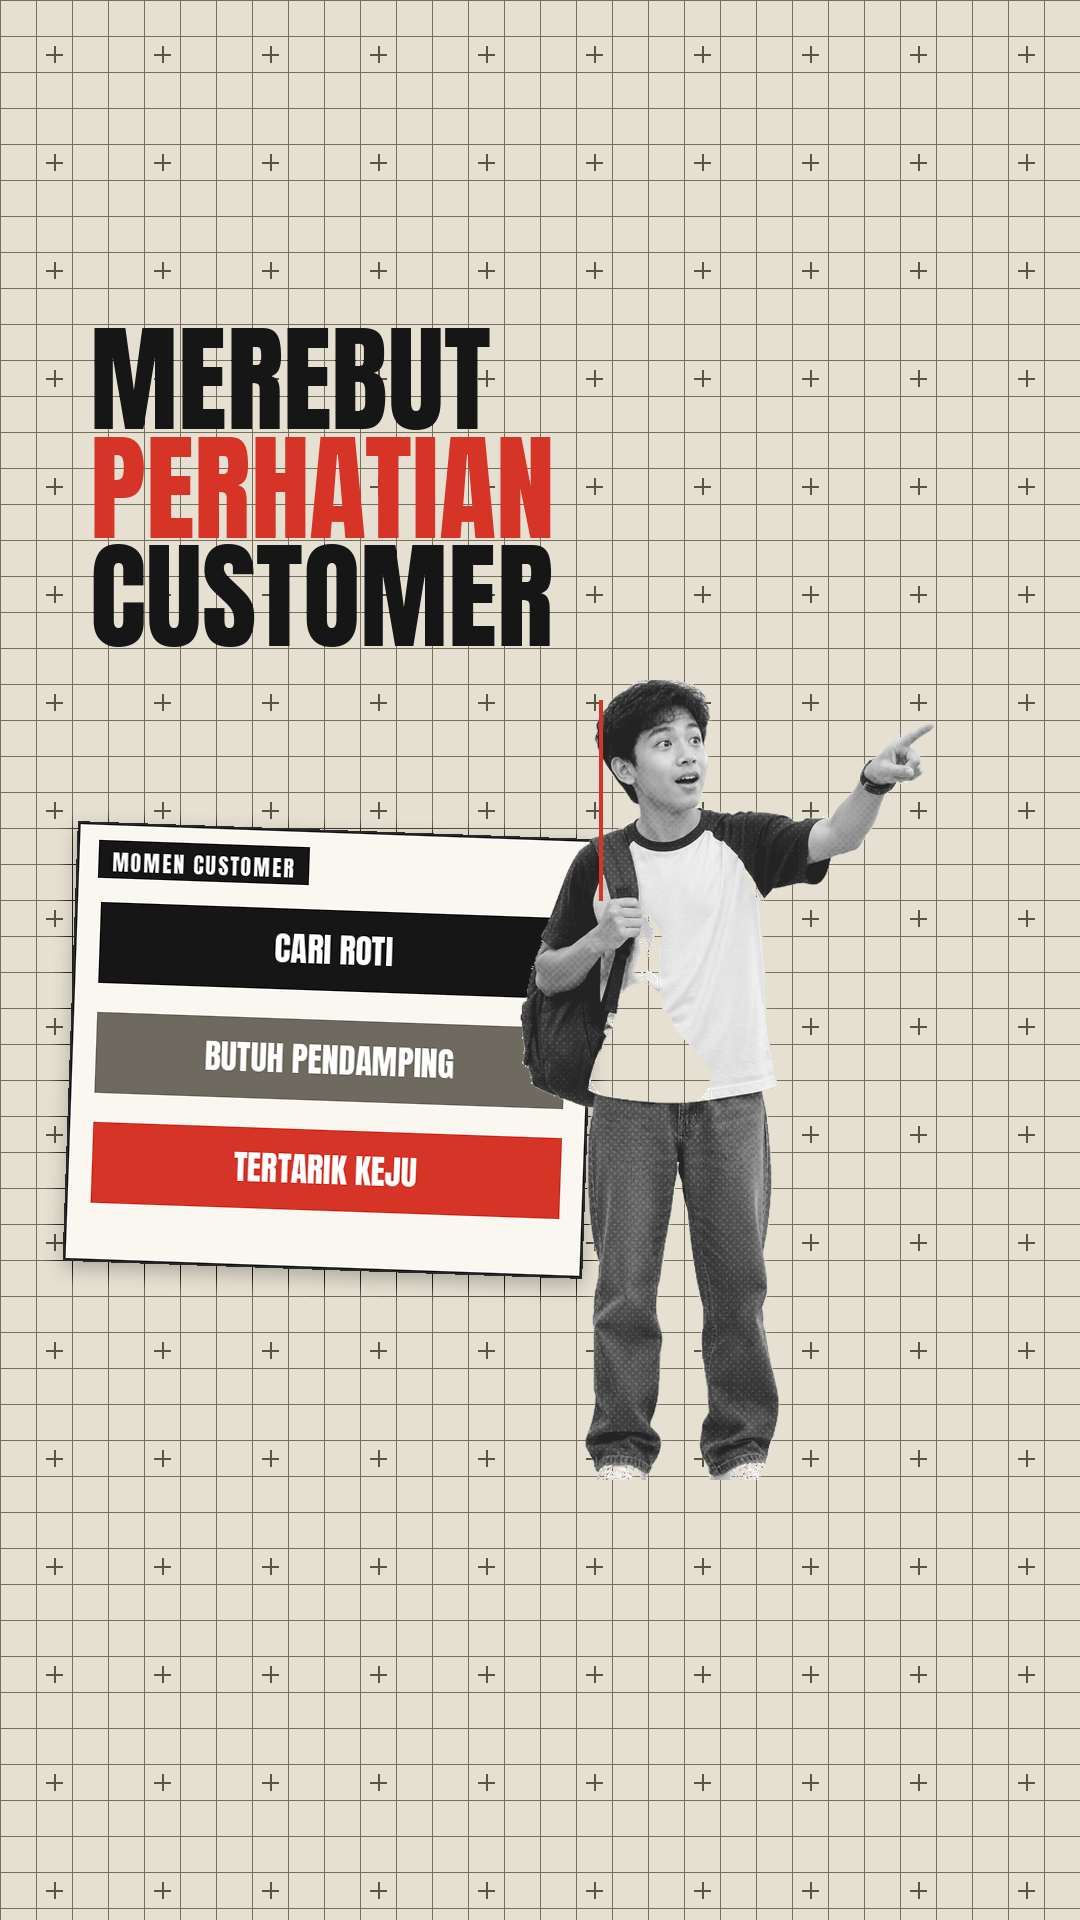 MEREBUT
PERHATIAN
CUSTOMER
MOMEN CUSTOMER
CARI ROTI
BUTUH PENDAMPING
TERTARIK KEJU